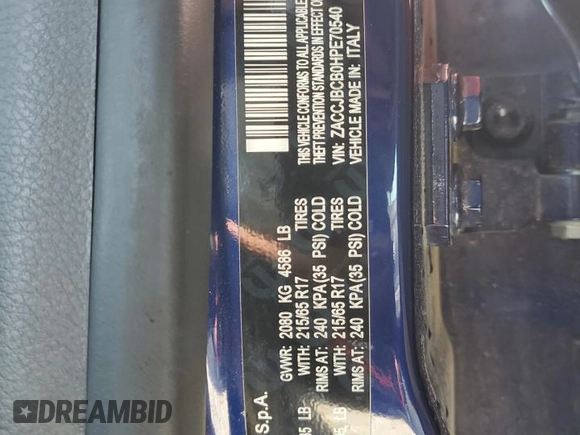 S.p.A.
GVWR: 2080 KG 4586 LB
LB WITH: 215/65 R17 TIRES
RIMS AT: 240 KPA(35 PSI) COLD
LB WITH: 215/65 R17 TIRES
RIMS AT: 240 KPA(35 PSI) COLD
THIS VEHICLE CONFORMS TO ALL APPLICABLE
THEFT PREVENTION STANDARDS IN EFFECT
VIN: ZACCJBCB0HPE70540
VEHICLE MADE IN: ITALY
DREAMBID